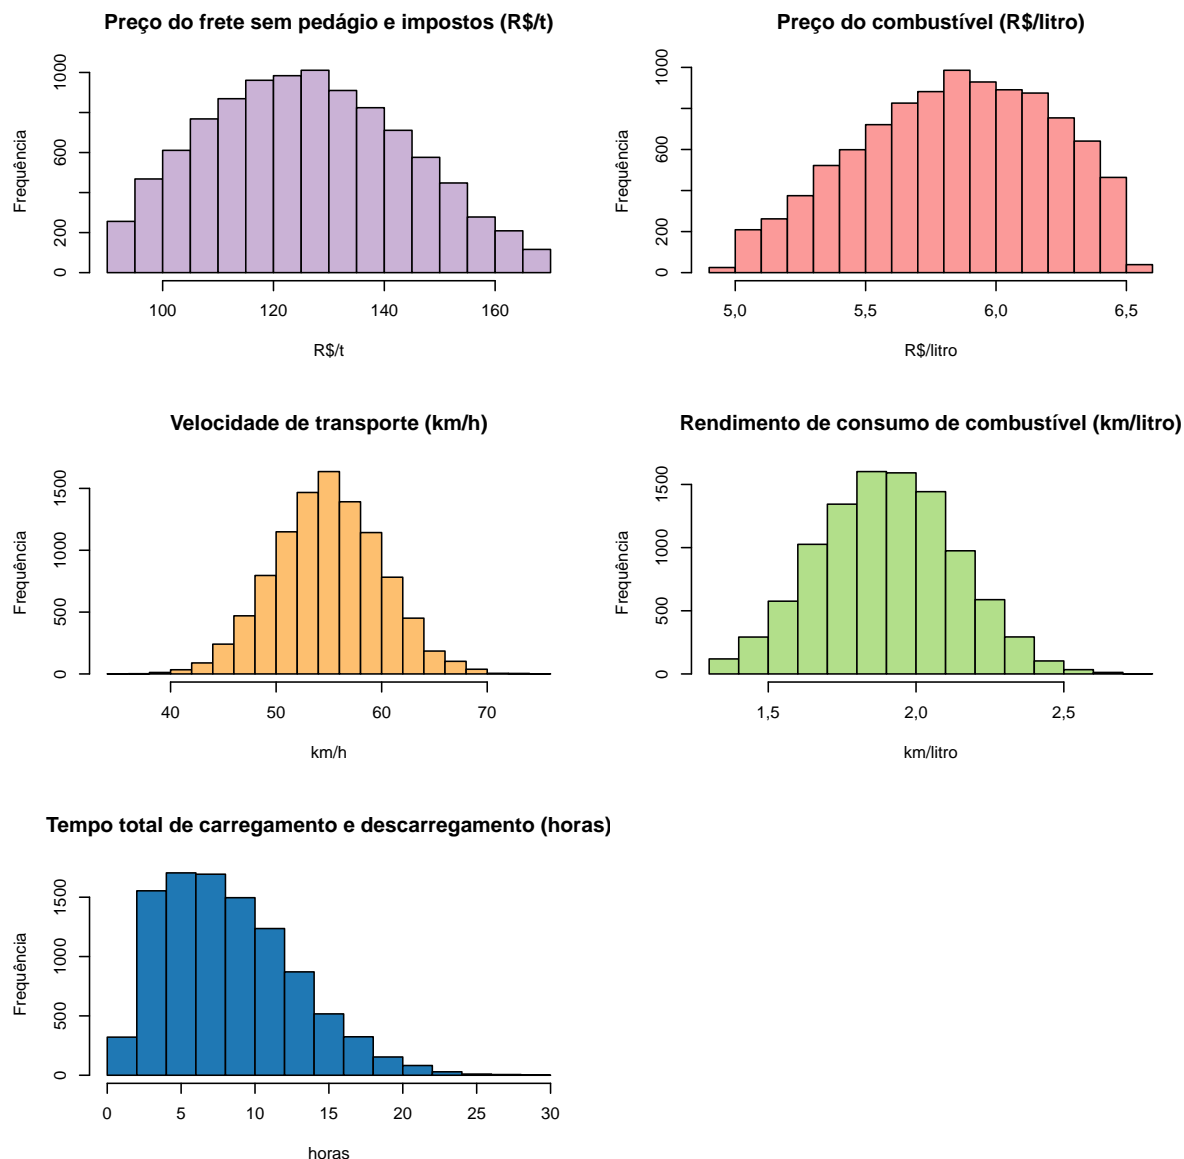 Preço do frete sem pedágio e impostos (R$/t)
Frequência
0
200
600
1000
100
120
140
160
R$/t
Preço do combustível (R$/litro)
Frequência
0
200
600
1000
5,0
5,5
6,0
6,5
R$/litro
Velocidade de transporte (km/h)
Frequência
0
500
1000
1500
40
50
60
70
km/h
Rendimento de consumo de combustível (km/litro)
Frequência
0
500
1000
1500
1,5
2,0
2,5
km/litro
Tempo total de carregamento e descarregamento (horas)
Frequência
0
500
1000
1500
0
5
10
15
20
25
30
horas